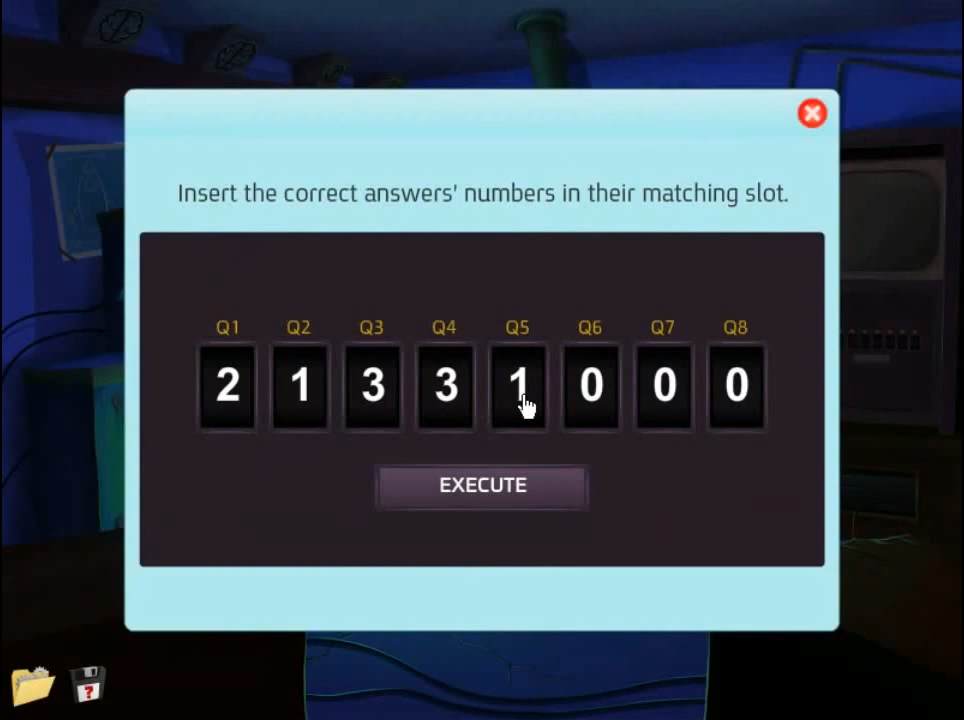 Insert the correct answers' numbers in their matching slot.
Q1 Q2 Q3 Q4 Q5 Q6 Q7 Q8
2 1 3 3 1 0 0 0
EXECUTE
?